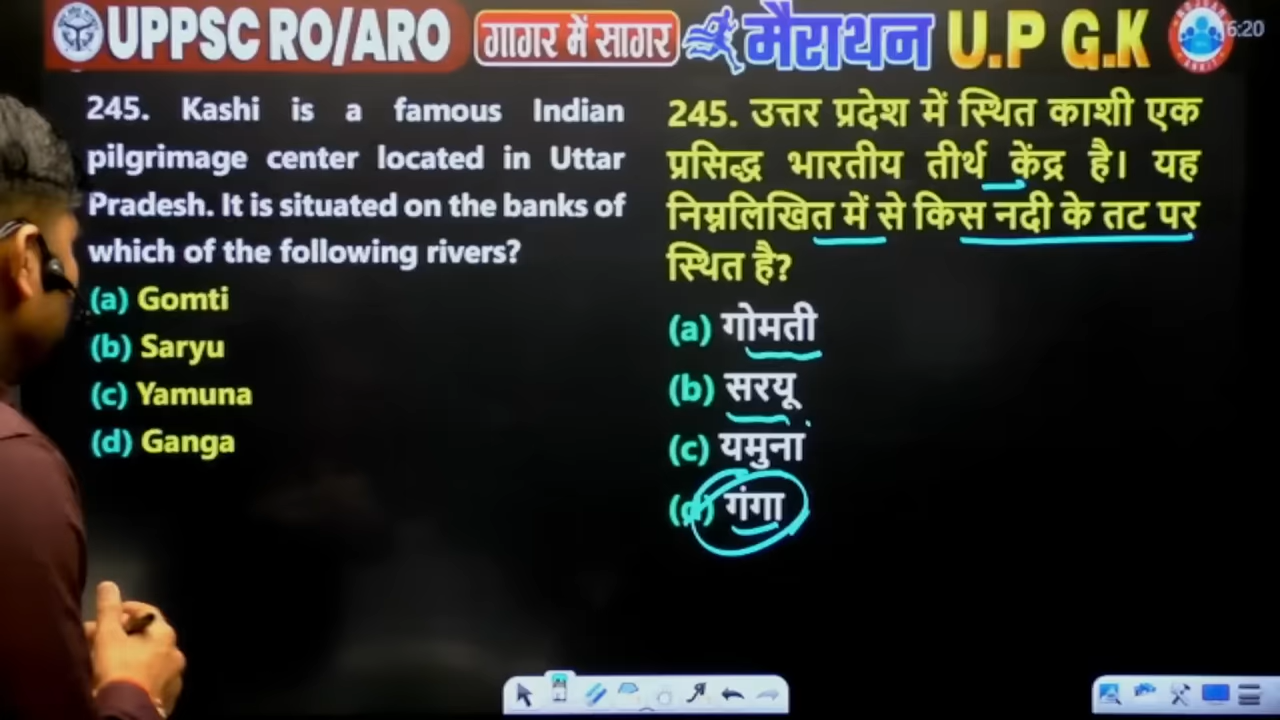 UPPSC RO/ARO गागर में सागर मैराथन U.P G.K
6:20
245. Kashi is a famous Indian
pilgrimage center located in Uttar
Pradesh. It is situated on the banks of
which of the following rivers?
(a) Gomti
(b) Saryu
(c) Yamuna
(d) Ganga
245. उत्तर प्रदेश में स्थित काशी एक
प्रसिद्ध भारतीय तीर्थ केंद्र है। यह
निम्नलिखित में से किस नदी के तट पर
स्थित है?
(a) गोमती
(b) सरयू
(c) यमुना
(d) गंगा